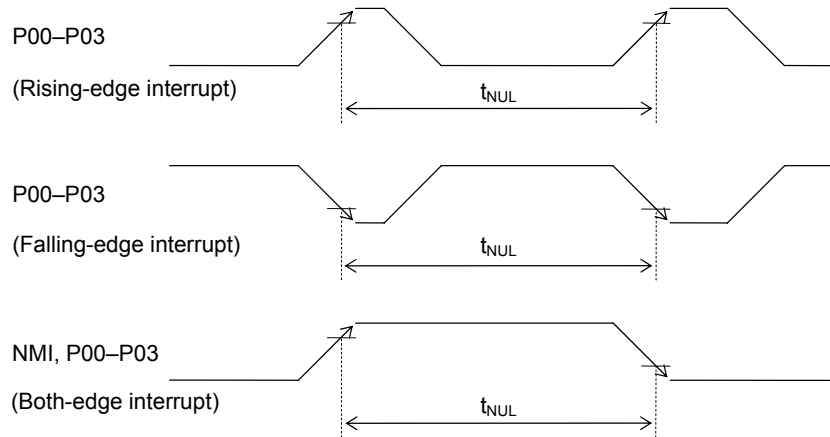 P00–P03
(Rising-edge interrupt)
tNUL
P00–P03
(Falling-edge interrupt)
tNUL
NMI, P00–P03
(Both-edge interrupt)
tNUL